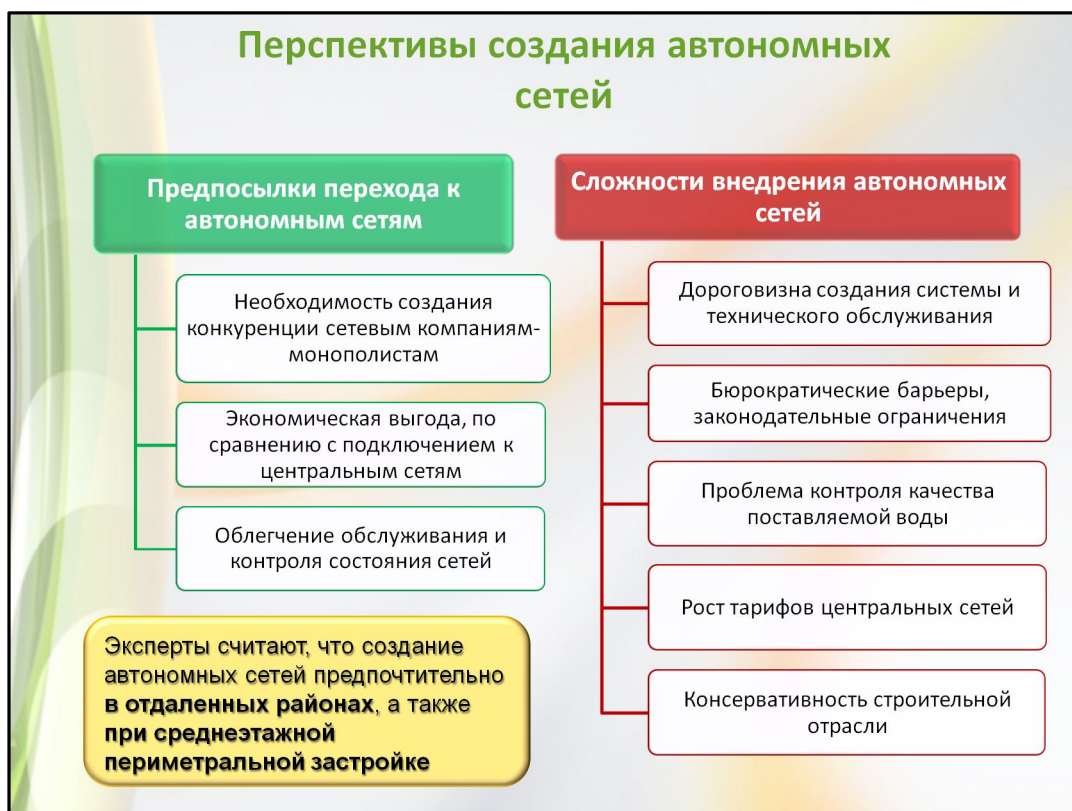 Перспективы создания автономных
сетей
Предпосылки перехода к
автономным сетям
Необходимость создания
конкуренции сетевым компаниям-
монополистам
Экономическая выгода, по
сравнению с подключением к
центральным сетям
Облегчение обслуживания и
контроля состояния сетей
Эксперты считают, что создание
автономных сетей предпочтительно
в отдаленных районах, а также
при среднеэтажной
периметральной застройке
Сложности внедрения автономных
сетей
Дороговизна создания системы и
технического обслуживания
Бюрократические барьеры,
законодательные ограничения
Проблема контроля качества
поставляемой воды
Рост тарифов центральных сетей
Консервативность строительной
отрасли